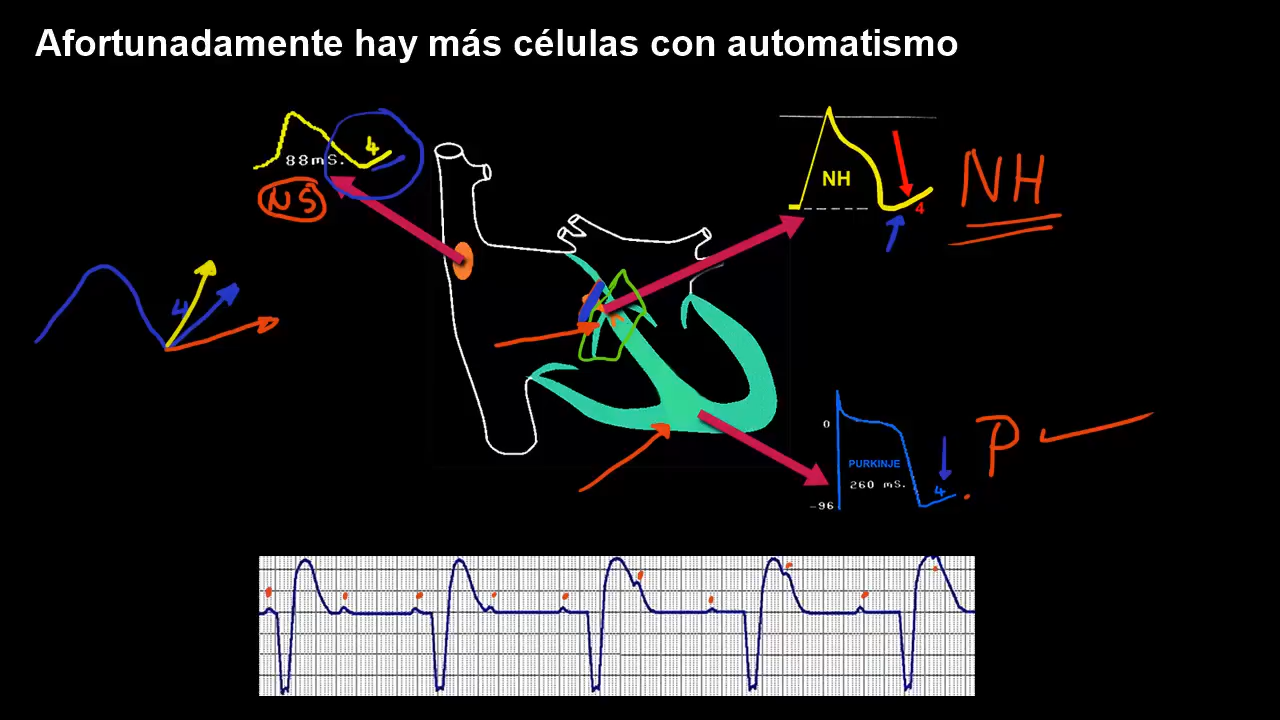 Afortunadamente hay más células con automatismo
4
88mS.
NS
NH
4
NH
4
0
PURKINJE
260 mS.
4
-96
P